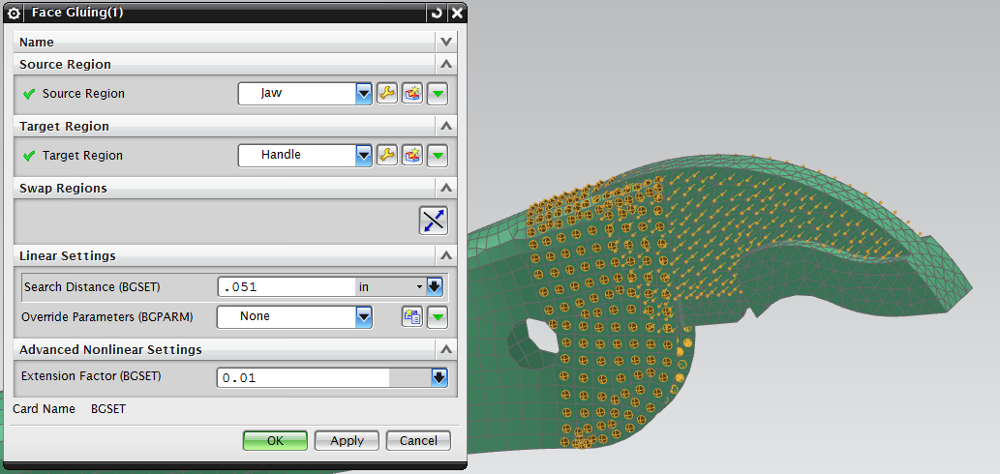 Face Gluing(1)
Name
Source Region
Source Region Jaw
Target Region
Target Region Handle
Swap Regions
Linear Settings
Search Distance (BGSET) .051 in
Override Parameters (BGPARM) None
Advanced Nonlinear Settings
Extension Factor (BGSET) 0.01
Card Name BGSET
OK Apply Cancel